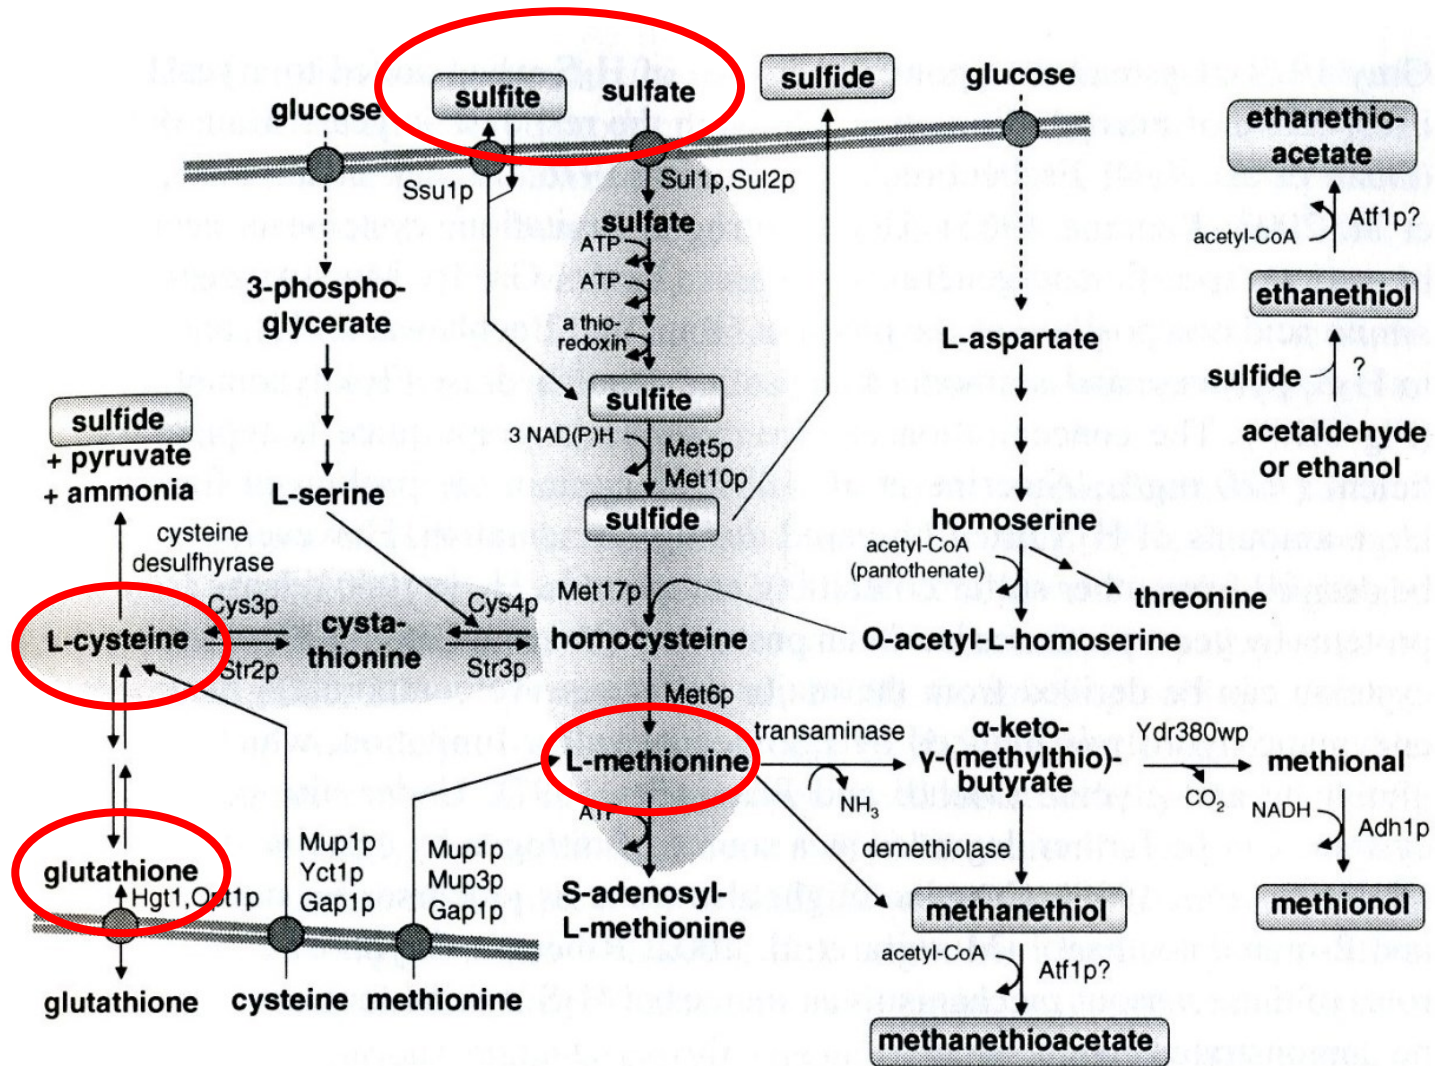 glucose
sulfite
sulfate
sulfide
glucose
ethanethio-
acetate
Ssu1p
Sul1p,Sul2p
sulfate
ATP
ATP
a thio-
redoxin
Atf1p?
acetyl-CoA
ethanethiol
3-phospho-
glycerate
L-aspartate
sulfide
?
acetaldehyde
or ethanol
sulfite
3 NAD(P)H
Met5p
Met10p
sulfide
sulfide
+ pyruvate
+ ammonia
L-serine
cysteine
desulfhyrase
homoserine
acetyl-CoA
(pantothenate)
threonine
Met17p
L-cysteine
Cys3p
Str2p
cysta-
thionine
Cys4p
Str3p
homocysteine
O-acetyl-L-homoserine
Met6p
L-methionine
transaminase
NH3
α-keto-
γ-(methylthio)-
butyrate
Ydr380wp
CO2
methional
NADH
Adh1p
methionol
ATP
demethiolase
S-adenosyl-
L-methionine
methanethiol
acetyl-CoA
Atf1p?
methanethioacetate
glutathione
Hgt1,Opt1p
Mup1p
Yct1p
Gap1p
Mup1p
Mup3p
Gap1p
glutathione
cysteine
methionine